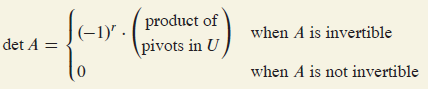 det A = { (−1)^r · ( product of pivots in U ) when A is invertible
0 when A is not invertible